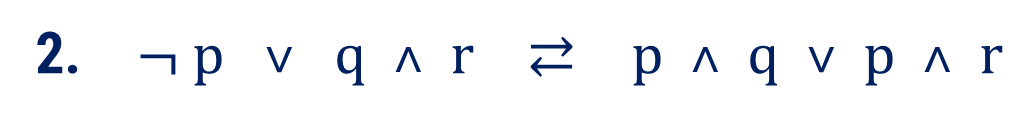 2. ¬ p ∨ q ∧ r ⇄ p ∧ q ∨ p ∧ r